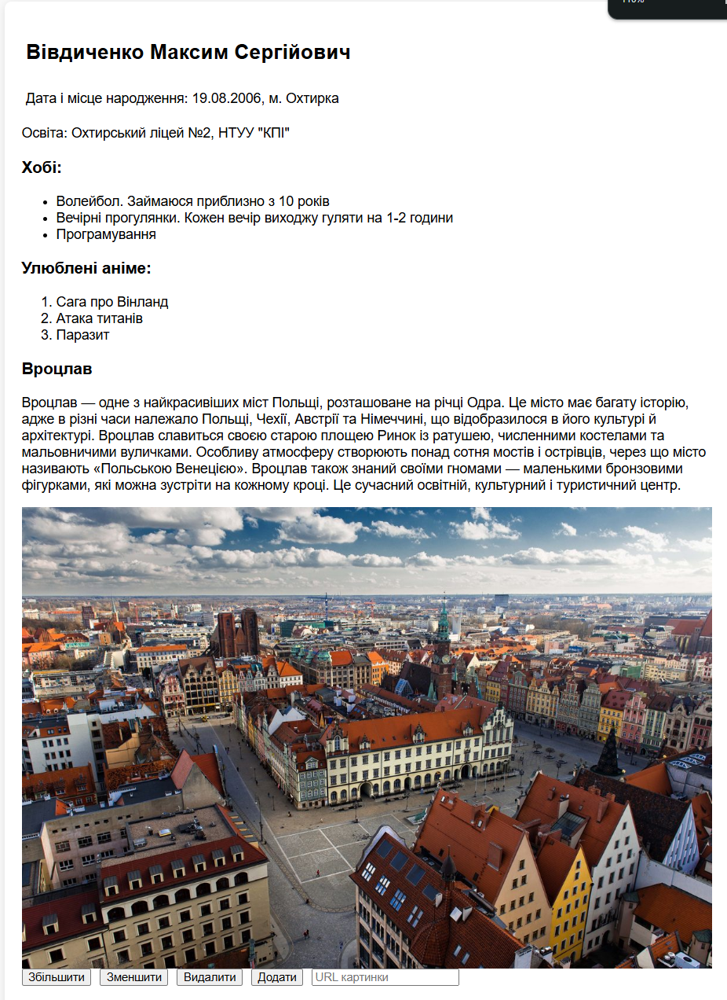 Вівдиченко Максим Сергійович
Дата і місце народження: 19.08.2006, м. Охтирка
Освіта: Охтирський ліцей №2, НТУУ "КПІ"
Хобі:
• Волейбол. Займаюся приблизно з 10 років
• Вечірні прогулянки. Кожен вечір виходжу гуляти на 1-2 години
• Програмування
Улюблені аніме:
1. Сага про Вінланд
2. Атака титанів
3. Паразит
Вроцлав
Вроцлав — одне з найкрасивіших міст Польщі, розташоване на річці Одра. Це місто має багату історію,
адже в різні часи належало Польщі, Чехії, Австрії та Німеччині, що відобразилося в його культурі й
архітектурі. Вроцлав славиться своєю старою площею Ринок із ратушею, численними костелами та
мальовничими вуличками. Особливу атмосферу створюють понад сотня мостів і острівців, через що місто
називають «Польською Венецією». Вроцлав також знаний своїми гномами — маленькими бронзовими
фігурками, які можна зустріти на кожному кроці. Це сучасний освітній, культурний і туристичний центр.
Збільшити Зменшити Видалити Додати URL картинки